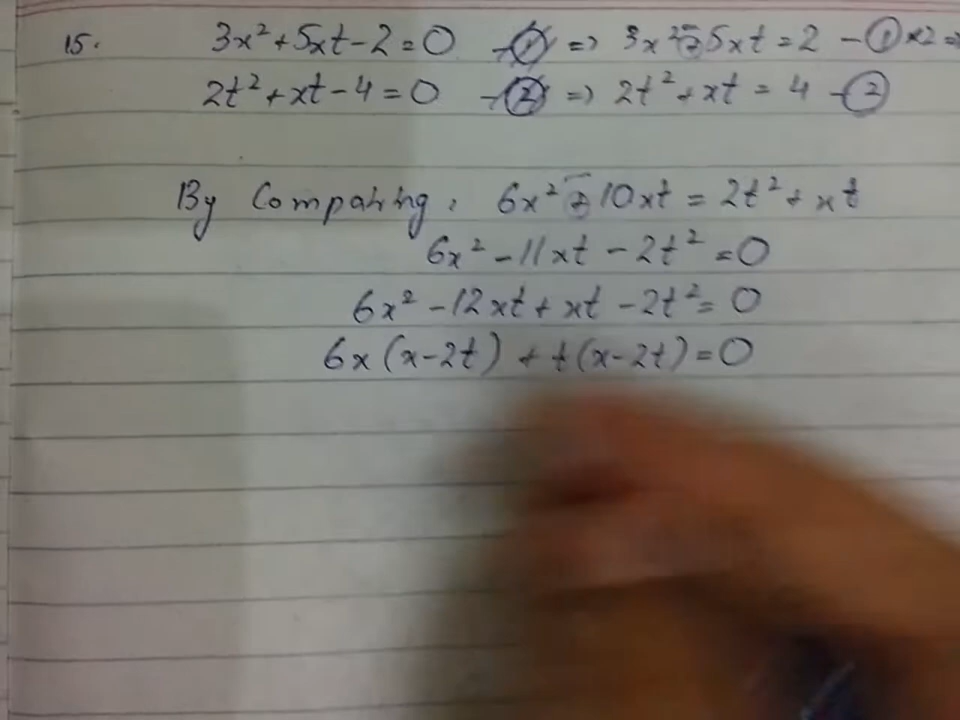 15. 3x² + 5xt - 2 = 0 - ① => 3x² - 5xt = 2 - ① x2 =>
2t² + xt - 4 = 0 - ② => 2t² + xt = 4 - ②
By Comparing, 6x² - 10xt = 2t² + xt
6x² - 11xt - 2t² = 0
6x² - 12xt + xt - 2t² = 0
6x (x - 2t) + t (x - 2t) = 0